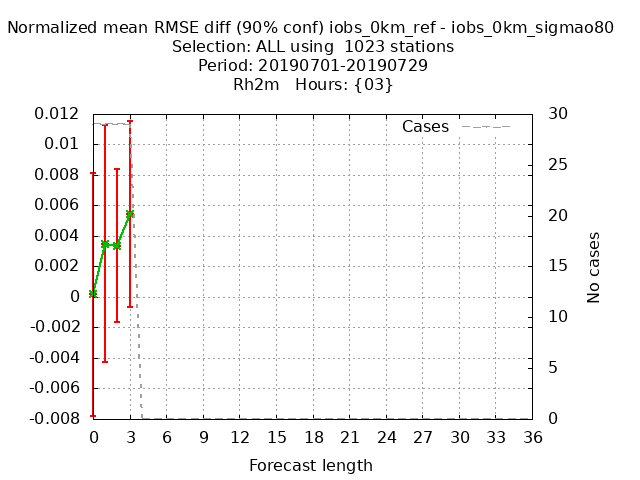 Normalized mean RMSE diff (90% conf) iobs_0km_ref - iobs_0km_sigmao80
Selection: ALL using  1023 stations
Period: 20190701-20190729
Rh2m   Hours: {03}
Cases
0.012
0.01
0.008
0.006
0.004
0.002
0
-0.002
-0.004
-0.006
-0.008
30
25
20
15
10
5
0
No cases
0 3 6 9 12 15 18 21 24 27 30 33 36
Forecast length